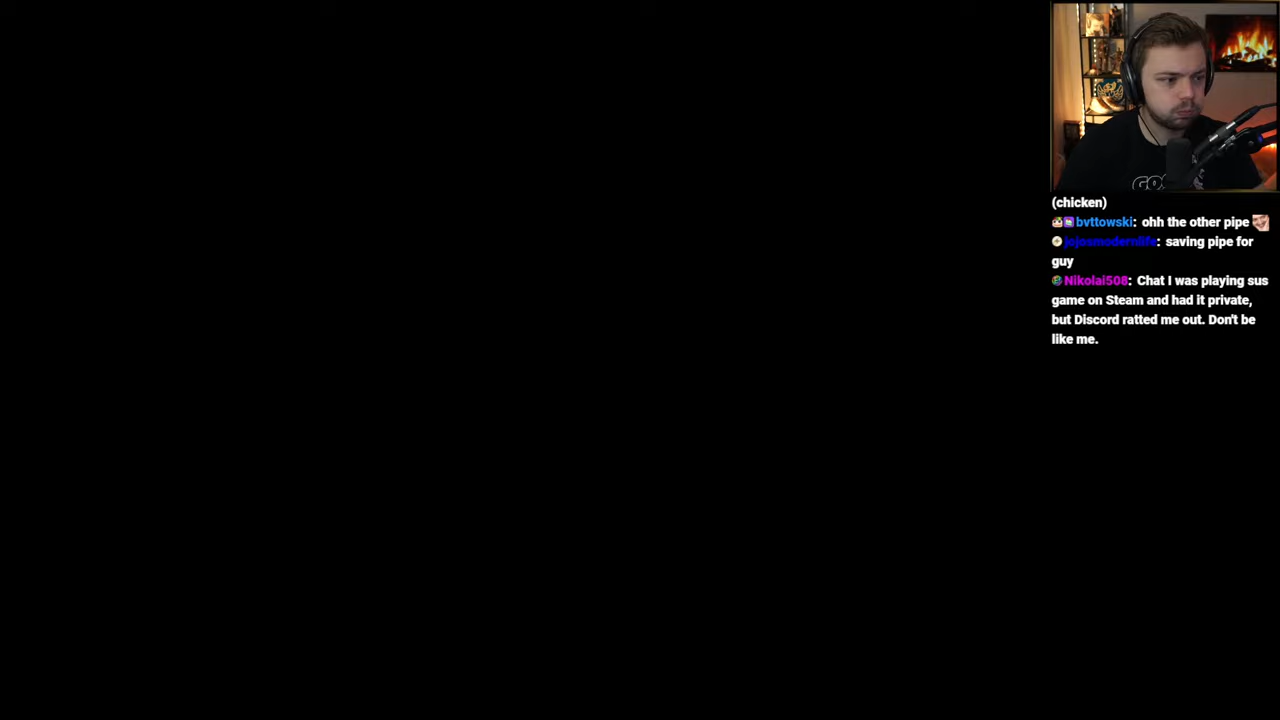 (chicken)
bvttowski: ohh the other pipe
jojosmodernlife: saving pipe for
guy
Nikolai508: Chat I was playing sus
game on Steam and had it private,
but Discord ratted me out. Don't be
like me.